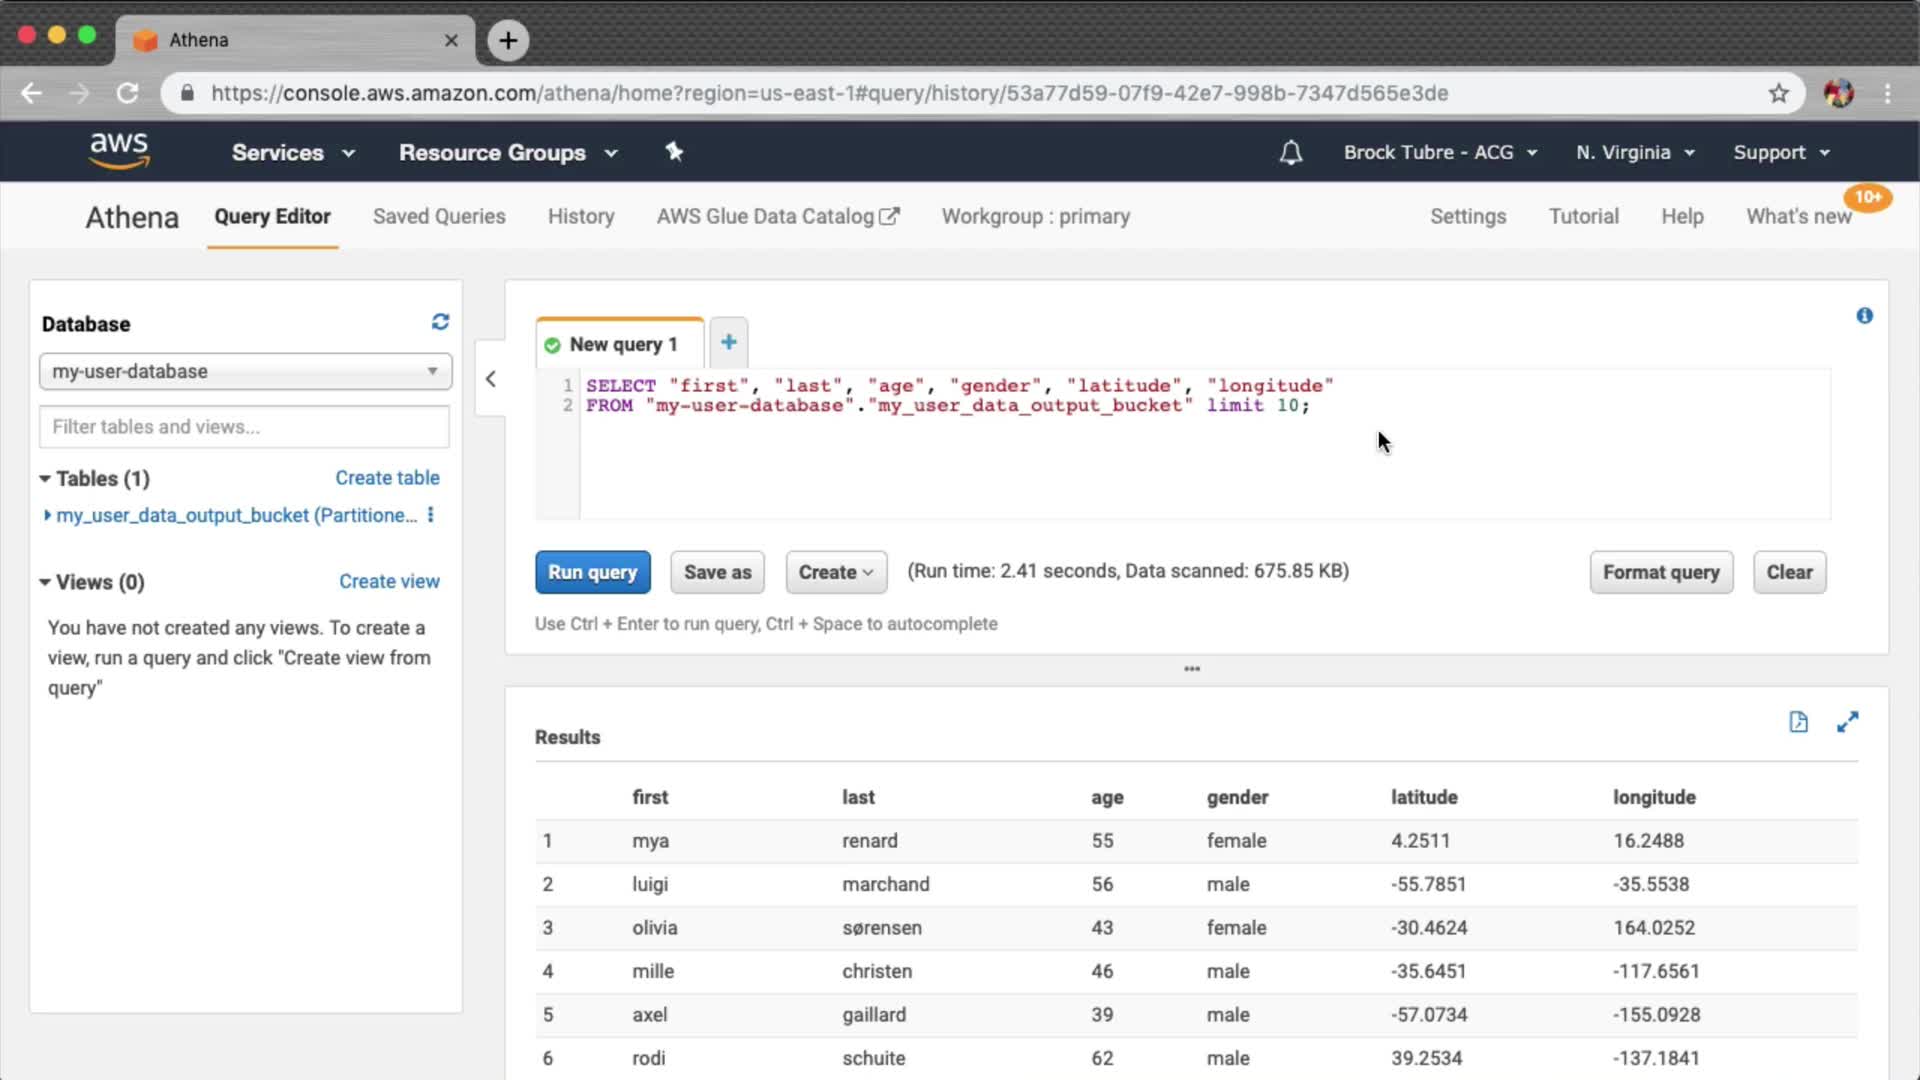 Athena
https://console.aws.amazon.com/athena/home?region=us-east-1#query/history/53a77d59-07f9-42e7-998b-7347d565e3de
aws Services Resource Groups Brock Tubre - ACG N. Virginia Support
Athena Query Editor Saved Queries History AWS Glue Data Catalog Workgroup : primary Settings Tutorial Help What's new 10+
Database
my-user-database
Filter tables and views...
Tables (1) Create table
my_user_data_output_bucket (Partitione...
Views (0) Create view
You have not created any views. To create a
view, run a query and click "Create view from
query"
New query 1
1 SELECT "first", "last", "age", "gender", "latitude", "longitude"
2 FROM "my-user-database"."my_user_data_output_bucket" limit 10;
Run query Save as Create (Run time: 2.41 seconds, Data scanned: 675.85 KB) Format query Clear
Use Ctrl + Enter to run query, Ctrl + Space to autocomplete
Results
first last age gender latitude longitude
1 mya renard 55 female 4.2511 16.2488
2 luigi marchand 56 male -55.7851 -35.5538
3 olivia sørensen 43 female -30.4624 164.0252
4 mille christen 46 male -35.6451 -117.6561
5 axel gaillard 39 male -57.0734 -155.0928
6 rodi schuite 62 male 39.2534 -137.1841